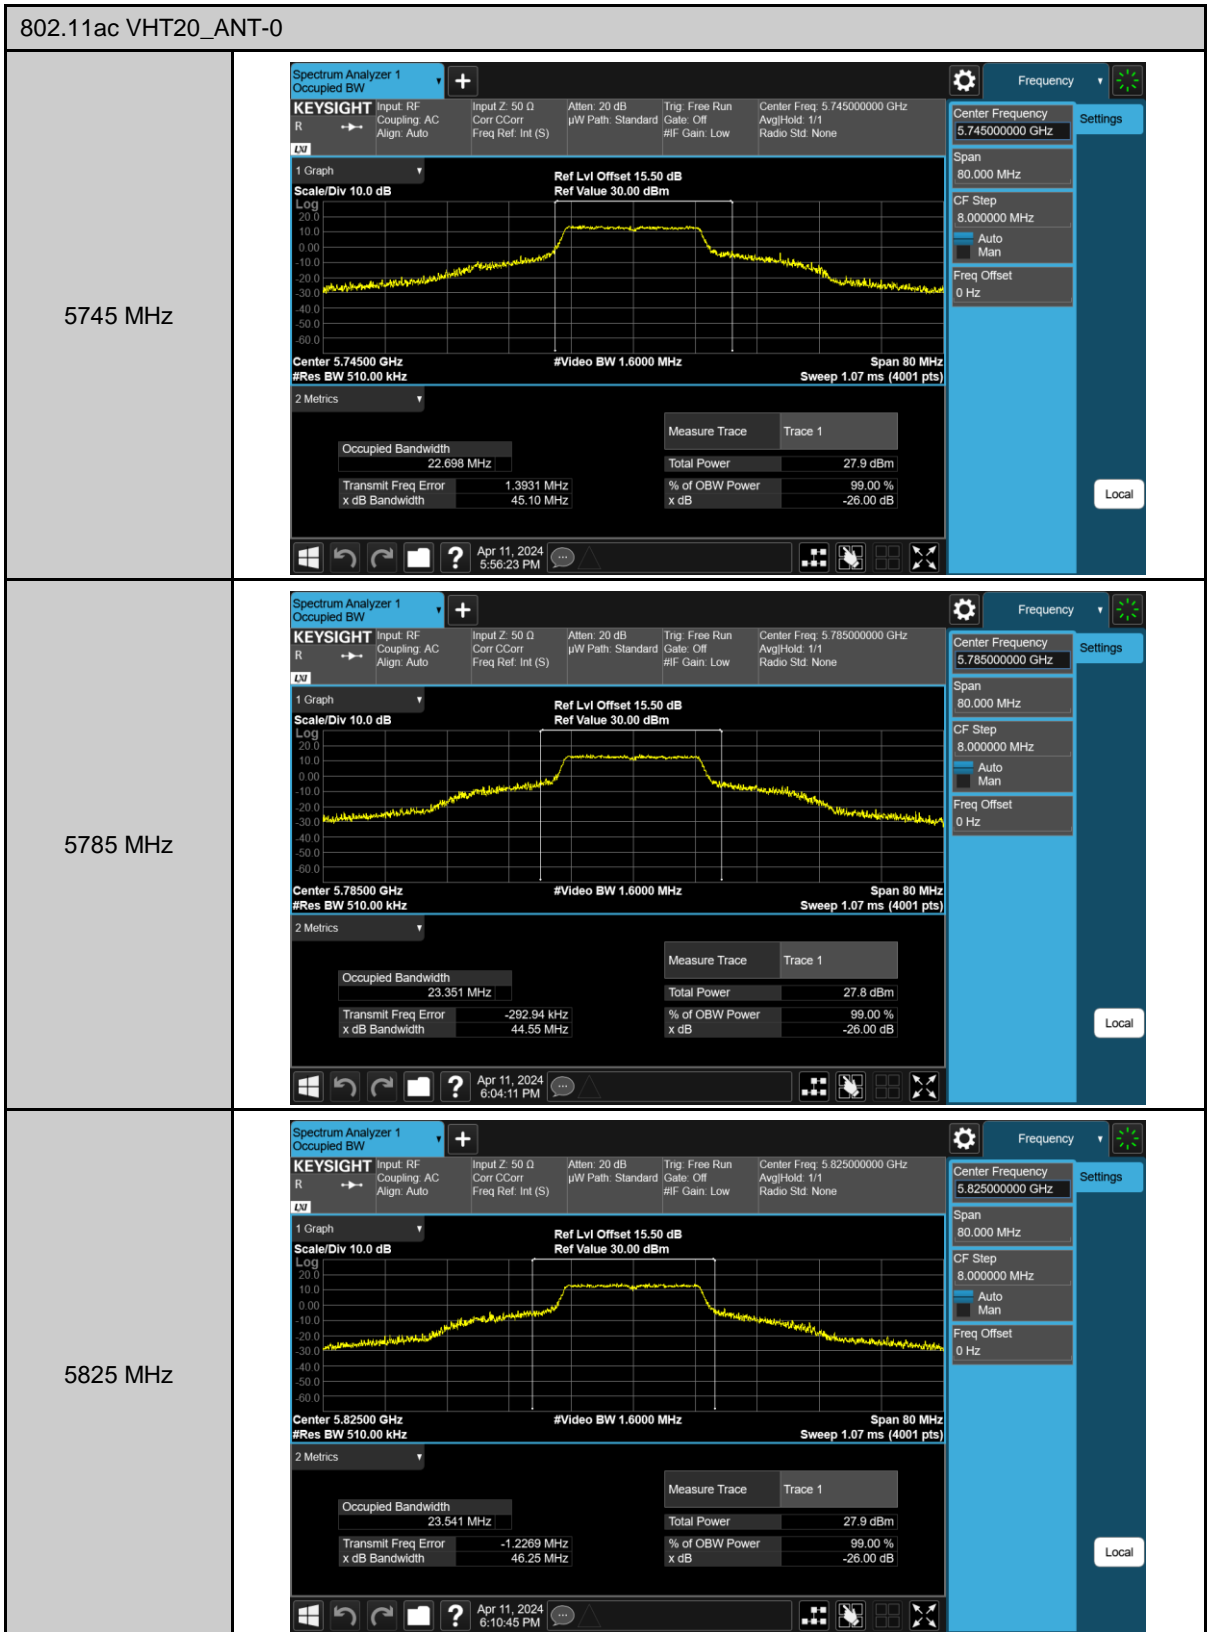 802.11ac VHT20_ANT-0
5745 MHz
Spectrum Analyzer 1
Occupied BW
Frequency
KEYSIGHT
R
LXI
Input: RF
Coupling: AC
Align: Auto
Input Z: 50 Ω
Corr CCorr
Freq Ref: Int (S)
Atten: 20 dB
µW Path: Standard
Trig: Free Run
Gate: Off
#IF Gain: Low
Center Freq: 5.745000000 GHz
Avg|Hold: 1/1
Radio Std: None
Center Frequency
5.745000000 GHz
Settings
Span
80.000 MHz
CF Step
8.000000 MHz
Auto
Man
Freq Offset
0 Hz
Local
1 Graph
Scale/Div 10.0 dB
Ref Lvl Offset 15.50 dB
Ref Value 30.00 dBm
Log
20.0
10.0
0.00
-10.0
-20.0
-30.0
-40.0
-50.0
-60.0
Center 5.74500 GHz
#Res BW 510.00 kHz
#Video BW 1.6000 MHz
Span 80 MHz
Sweep 1.07 ms (4001 pts)
2 Metrics
Measure Trace Trace 1
Occupied Bandwidth
22.698 MHz
Total Power 27.9 dBm
Transmit Freq Error 1.3931 MHz
x dB Bandwidth 45.10 MHz
% of OBW Power 99.00 %
x dB -26.00 dB
Apr 11, 2024
5:56:23 PM
5785 MHz
Spectrum Analyzer 1
Occupied BW
Frequency
KEYSIGHT
R
LXI
Input: RF
Coupling: AC
Align: Auto
Input Z: 50 Ω
Corr CCorr
Freq Ref: Int (S)
Atten: 20 dB
µW Path: Standard
Trig: Free Run
Gate: Off
#IF Gain: Low
Center Freq: 5.785000000 GHz
Avg|Hold: 1/1
Radio Std: None
Center Frequency
5.785000000 GHz
Settings
Span
80.000 MHz
CF Step
8.000000 MHz
Auto
Man
Freq Offset
0 Hz
Local
1 Graph
Scale/Div 10.0 dB
Ref Lvl Offset 15.50 dB
Ref Value 30.00 dBm
Log
20.0
10.0
0.00
-10.0
-20.0
-30.0
-40.0
-50.0
-60.0
Center 5.78500 GHz
#Res BW 510.00 kHz
#Video BW 1.6000 MHz
Span 80 MHz
Sweep 1.07 ms (4001 pts)
2 Metrics
Measure Trace Trace 1
Occupied Bandwidth
23.351 MHz
Total Power 27.8 dBm
Transmit Freq Error -292.94 kHz
x dB Bandwidth 44.55 MHz
% of OBW Power 99.00 %
x dB -26.00 dB
Apr 11, 2024
6:04:11 PM
5825 MHz
Spectrum Analyzer 1
Occupied BW
Frequency
KEYSIGHT
R
LXI
Input: RF
Coupling: AC
Align: Auto
Input Z: 50 Ω
Corr CCorr
Freq Ref: Int (S)
Atten: 20 dB
µW Path: Standard
Trig: Free Run
Gate: Off
#IF Gain: Low
Center Freq: 5.825000000 GHz
Avg|Hold: 1/1
Radio Std: None
Center Frequency
5.825000000 GHz
Settings
Span
80.000 MHz
CF Step
8.000000 MHz
Auto
Man
Freq Offset
0 Hz
Local
1 Graph
Scale/Div 10.0 dB
Ref Lvl Offset 15.50 dB
Ref Value 30.00 dBm
Log
20.0
10.0
0.00
-10.0
-20.0
-30.0
-40.0
-50.0
-60.0
Center 5.82500 GHz
#Res BW 510.00 kHz
#Video BW 1.6000 MHz
Span 80 MHz
Sweep 1.07 ms (4001 pts)
2 Metrics
Measure Trace Trace 1
Occupied Bandwidth
23.541 MHz
Total Power 27.9 dBm
Transmit Freq Error -1.2269 MHz
x dB Bandwidth 46.25 MHz
% of OBW Power 99.00 %
x dB -26.00 dB
Apr 11, 2024
6:10:45 PM